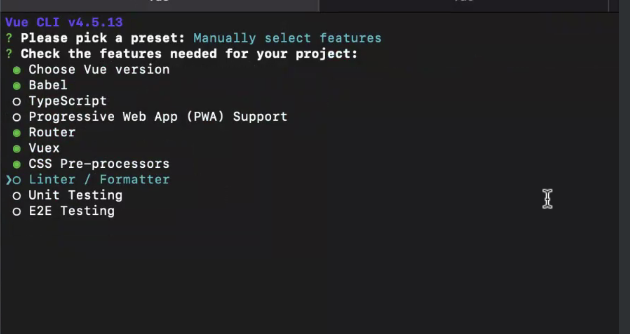 Vue CLI v4.5.13
? Please pick a preset: Manually select features
? Check the features needed for your project:
◉ Choose Vue version
◉ Babel
◯ TypeScript
◯ Progressive Web App (PWA) Support
◉ Router
◉ Vuex
◉ CSS Pre-processors
❯◯ Linter / Formatter
◯ Unit Testing
◯ E2E Testing